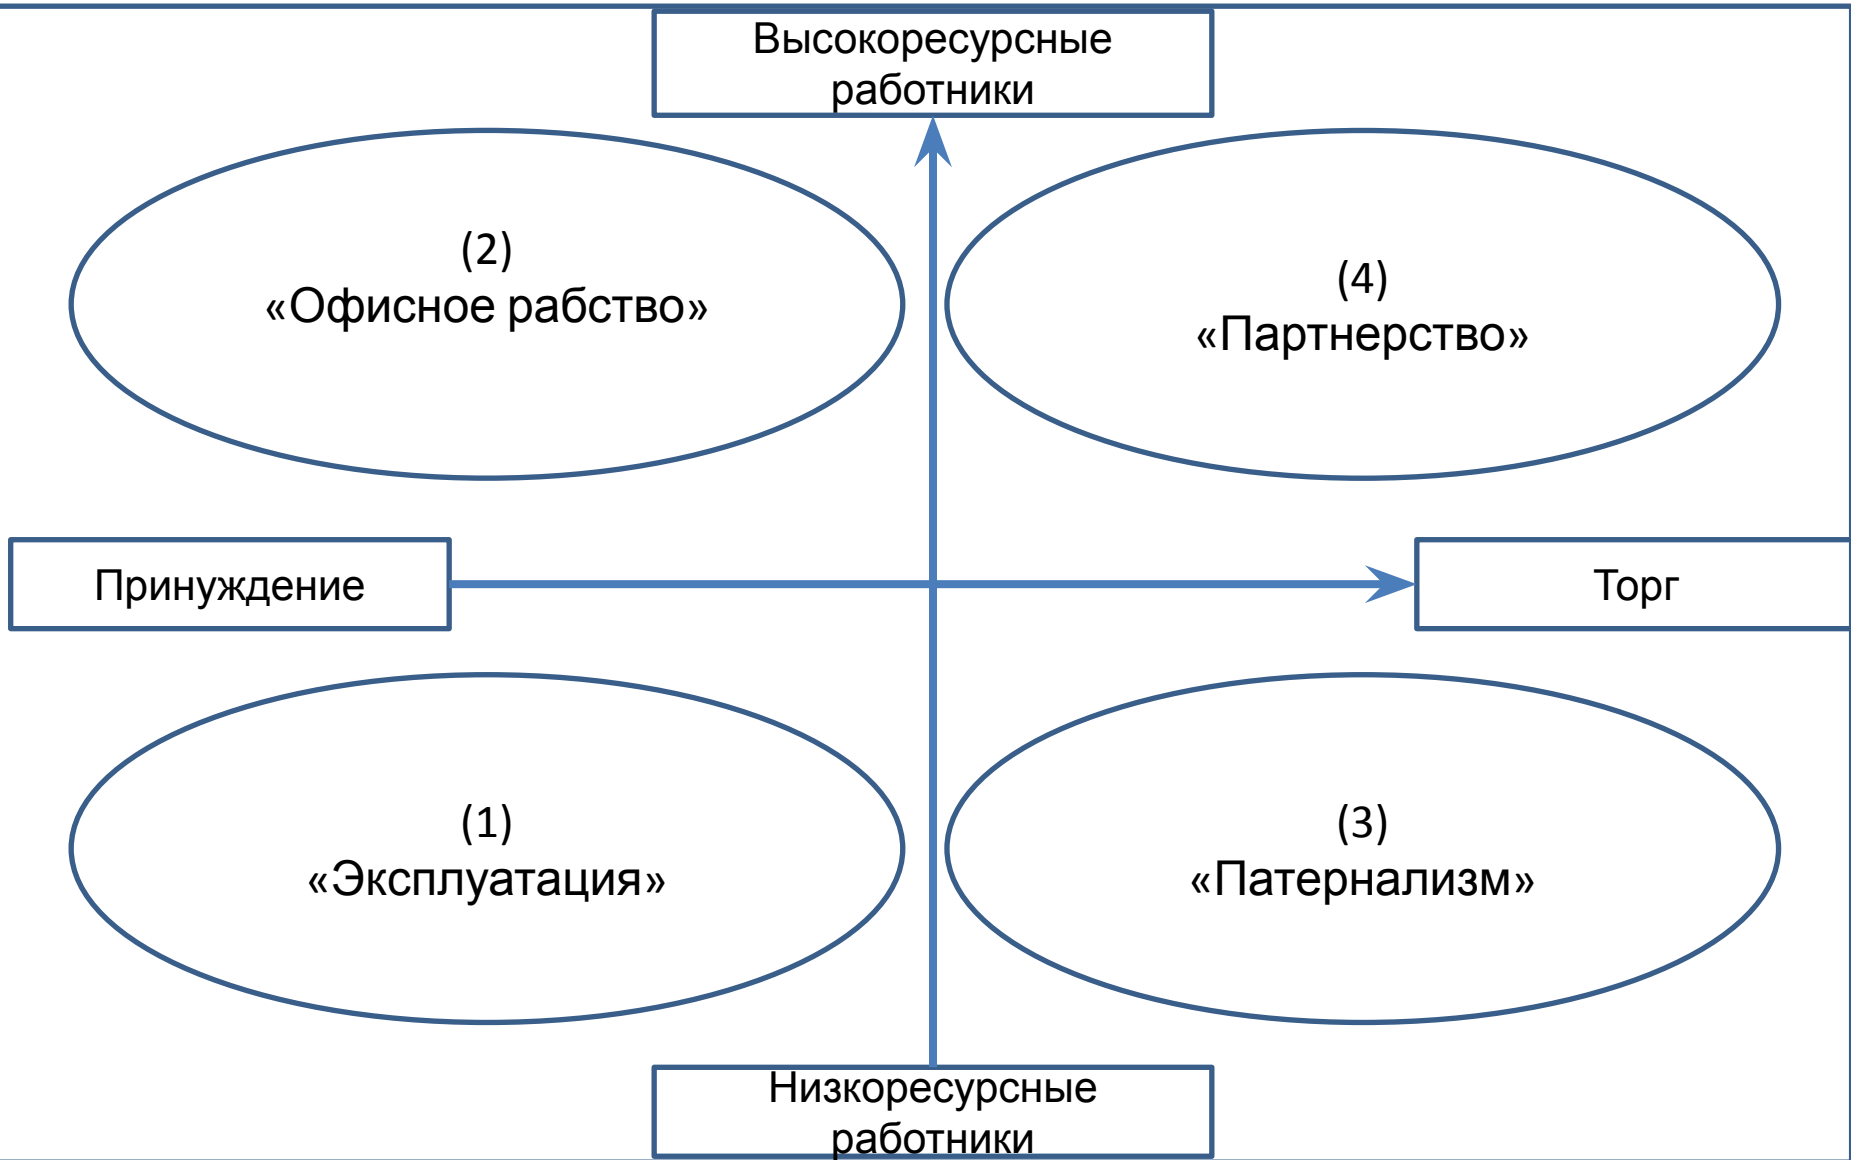 Высокоресурсные
работники
(2)
«Офисное рабство»
(4)
«Партнерство»
Принуждение
Торг
(1)
«Эксплуатация»
(3)
«Патернализм»
Низкоресурсные
работники